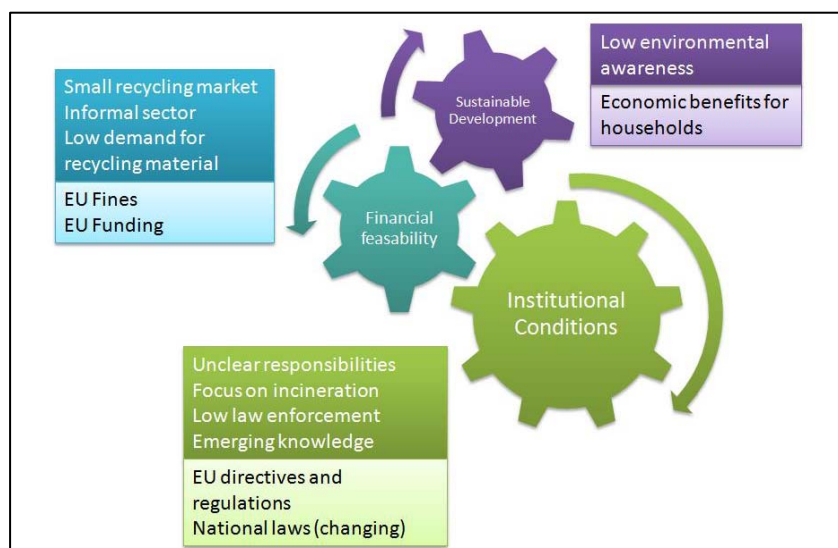 Small recycling market
Informal sector
Low demand for
recycling material
EU Fines
EU Funding
Sustainable
Development
Low environmental
awareness
Economic benefits for
households
Financial
feasability
Institutional
Conditions
Unclear responsibilities
Focus on incineration
Low law enforcement
Emerging knowledge
EU directives and
regulations
National laws (changing)